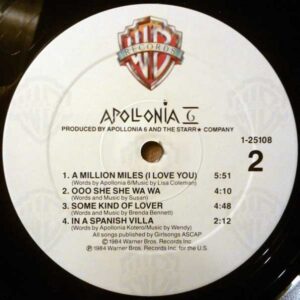 WB
RECORDS
APOLLONIA 6
PRODUCED BY APOLLONIA 6 AND THE STARR★ COMPANY
1-25108
2
1. A MILLION MILES (I LOVE YOU) 5:51
(Words by Apollonia 6/Music by Lisa Coleman)
2. OOO SHE SHE WA WA 4:10
(Words and Music by Susan)
3. SOME KIND OF LOVER 4:48
(Words and Music by Brenda Bennett)
4. IN A SPANISH VILLA 2:12
(Words by Apollonia Kotero/Music by Wendy)
All songs published by Girlsongs ASCAP
©1984 Warner Bros. Records Inc.
℗1984 Warner Bros. Records Inc. for the U.S.